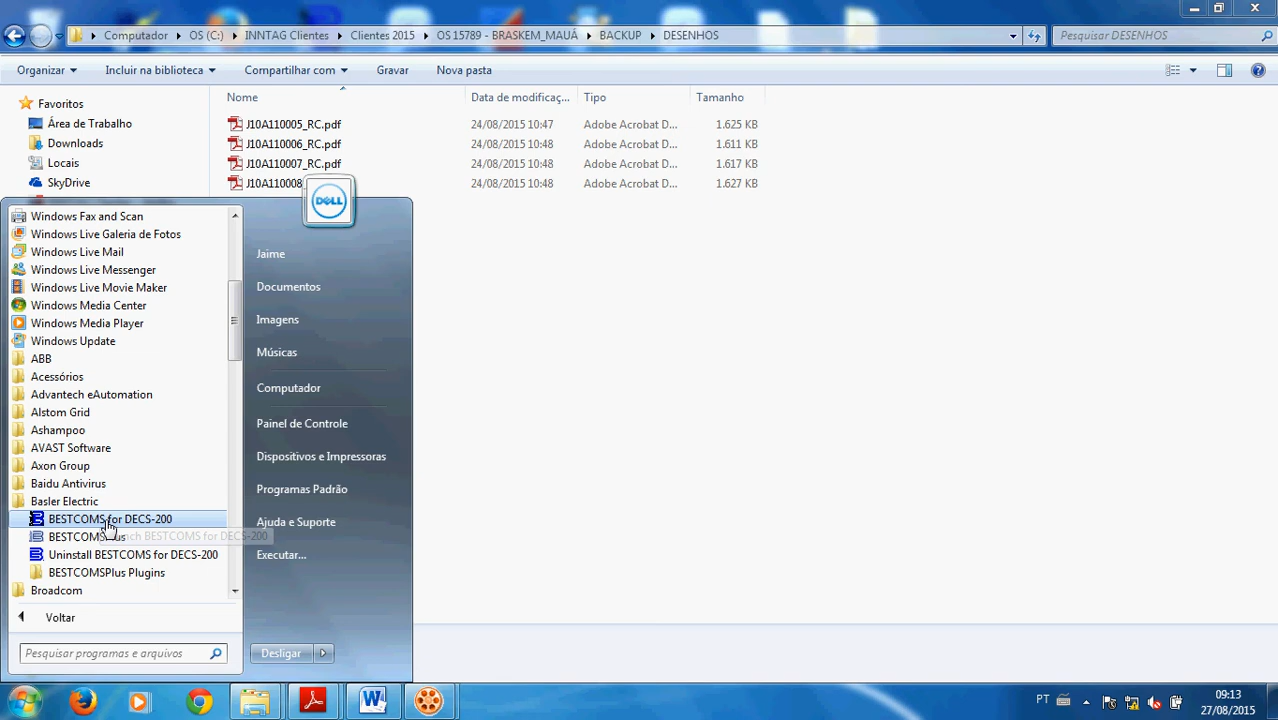 Computador OS (C:) INNTAG Clientes Clientes 2015 OS 15789 - BRASKEM_MAUÁ BACKUP DESENHOS
Pesquisar DESENHOS
Organizar Incluir na biblioteca Compartilhar com Gravar Nova pasta
Nome Data de modificaç... Tipo Tamanho
Favoritos
Área de Trabalho
Downloads
Locais
SkyDrive
J10A110005_RC.pdf 24/08/2015 10:47 Adobe Acrobat D... 1.625 KB
J10A110006_RC.pdf 24/08/2015 10:48 Adobe Acrobat D... 1.611 KB
J10A110007_RC.pdf 24/08/2015 10:48 Adobe Acrobat D... 1.617 KB
J10A110008_ 24/08/2015 10:48 Adobe Acrobat D... 1.627 KB
DELL
Windows Fax and Scan
Windows Live Galeria de Fotos
Windows Live Mail
Windows Live Messenger
Windows Live Movie Maker
Windows Media Center
Windows Media Player
Windows Update
ABB
Acessórios
Advantech eAutomation
Alstom Grid
Ashampoo
AVAST Software
Axon Group
Baidu Antivirus
Basler Electric
BESTCOMS for DECS-200
BESTCOMSPlus
Launch BESTCOMS for DECS-200
Uninstall BESTCOMS for DECS-200
BESTCOMSPlus Plugins
Broadcom
Voltar
Pesquisar programas e arquivos
Jaime
Documentos
Imagens
Músicas
Computador
Painel de Controle
Dispositivos e Impressoras
Programas Padrão
Ajuda e Suporte
Executar...
Desligar
PT
09:13
27/08/2015